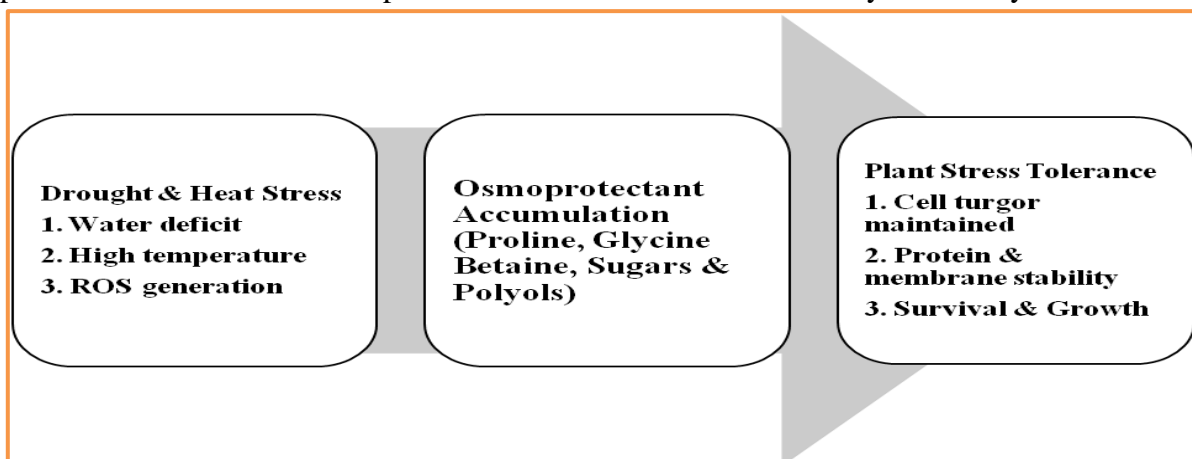 Drought & Heat Stress
1. Water deficit
2. High temperature
3. ROS generation
Osmoprotectant
Accumulation
(Proline, Glycine
Betaine, Sugars &
Polyols)
Plant Stress Tolerance
1. Cell turgor
maintained
2. Protein &
membrane stability
3. Survival & Growth